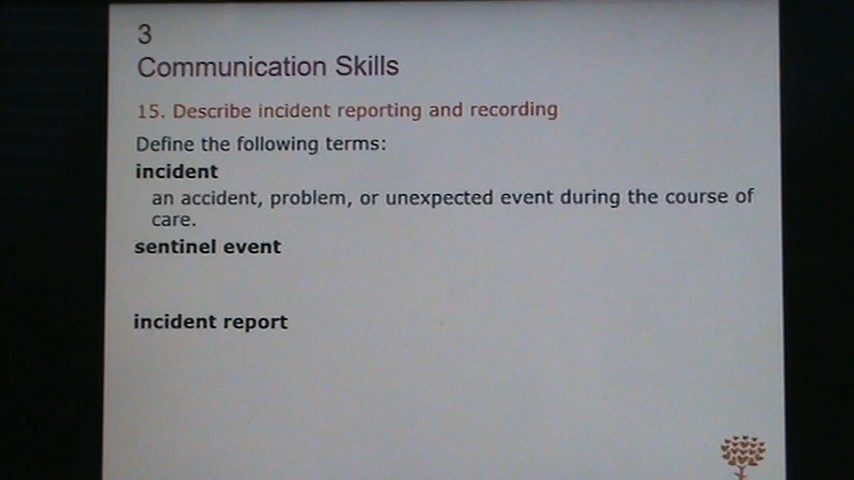 3
Communication Skills
15. Describe incident reporting and recording
Define the following terms:
incident
an accident, problem, or unexpected event during the course of
care.
sentinel event
incident report